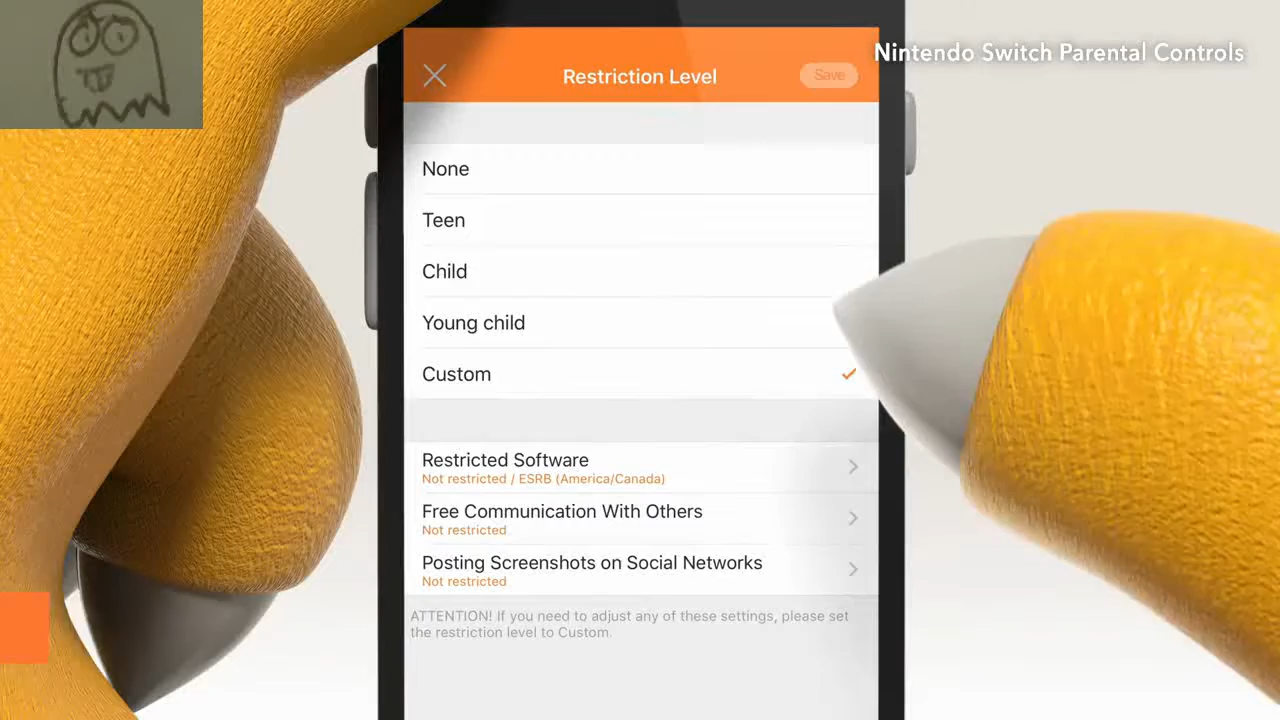 Nintendo Switch Parental Controls
Restriction Level
Save
None
Teen
Child
Young child
Custom
Restricted Software
Not restricted / ESRB (America/Canada)
Free Communication With Others
Not restricted
Posting Screenshots on Social Networks
Not restricted
ATTENTION! If you need to adjust any of these settings, please set
the restriction level to Custom.